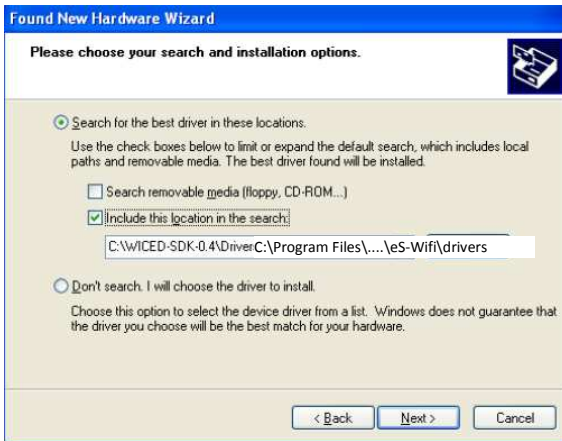 Found New Hardware Wizard
Please choose your search and installation options.
Search for the best driver in these locations.
Use the check boxes below to limit or expand the default search, which includes local
paths and removable media. The best driver found will be installed.
Search removable media (floppy, CD-ROM...)
Include this location in the search:
C:\WICED-SDK-0.4\Driver C:\Program Files\....\eS-Wifi\drivers
Don't search. I will choose the driver to install.
Choose this option to select the device driver from a list. Windows does not guarantee that
the driver you choose will be the best match for your hardware.
< Back Next > Cancel